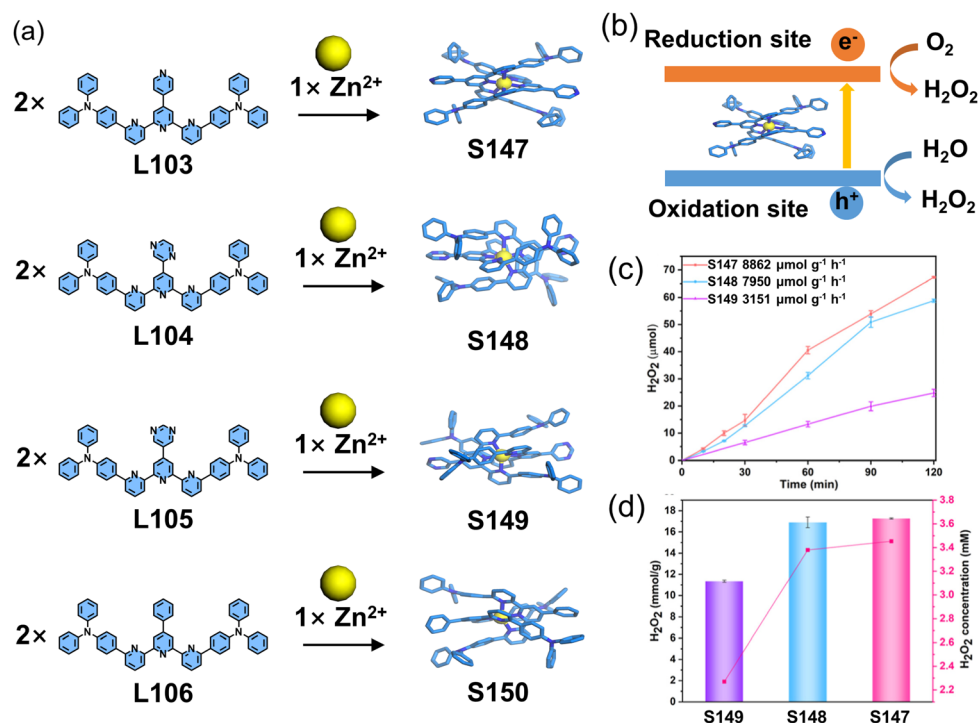 (a)
2×
N
N
N
N
N
N
L103
1× Zn²⁺
S147
2×
N
N
N
N
N
N
N
L104
1× Zn²⁺
S148
2×
N
N
N
N
N
N
N
L105
1× Zn²⁺
S149
2×
N
N
N
N
N
L106
1× Zn²⁺
S150
(b)
Reduction site
e⁻
O₂
H₂O₂
H₂O
H₂O₂
Oxidation site
h⁺
(c)
S147 8862 μmol g⁻¹ h⁻¹
S148 7950 μmol g⁻¹ h⁻¹
S149 3151 μmol g⁻¹ h⁻¹
H₂O₂ (μmol)
70
60
50
40
30
20
10
0
0 30 60 90 120
Time (min)
(d)
H₂O₂ (mmol/g)
18
16
14
12
10
8
6
4
2
0
S149 S148 S147
3.8
3.6
3.4
3.2
3.0
2.8
2.6
2.4
2.2
H₂O₂ concentration (mM)